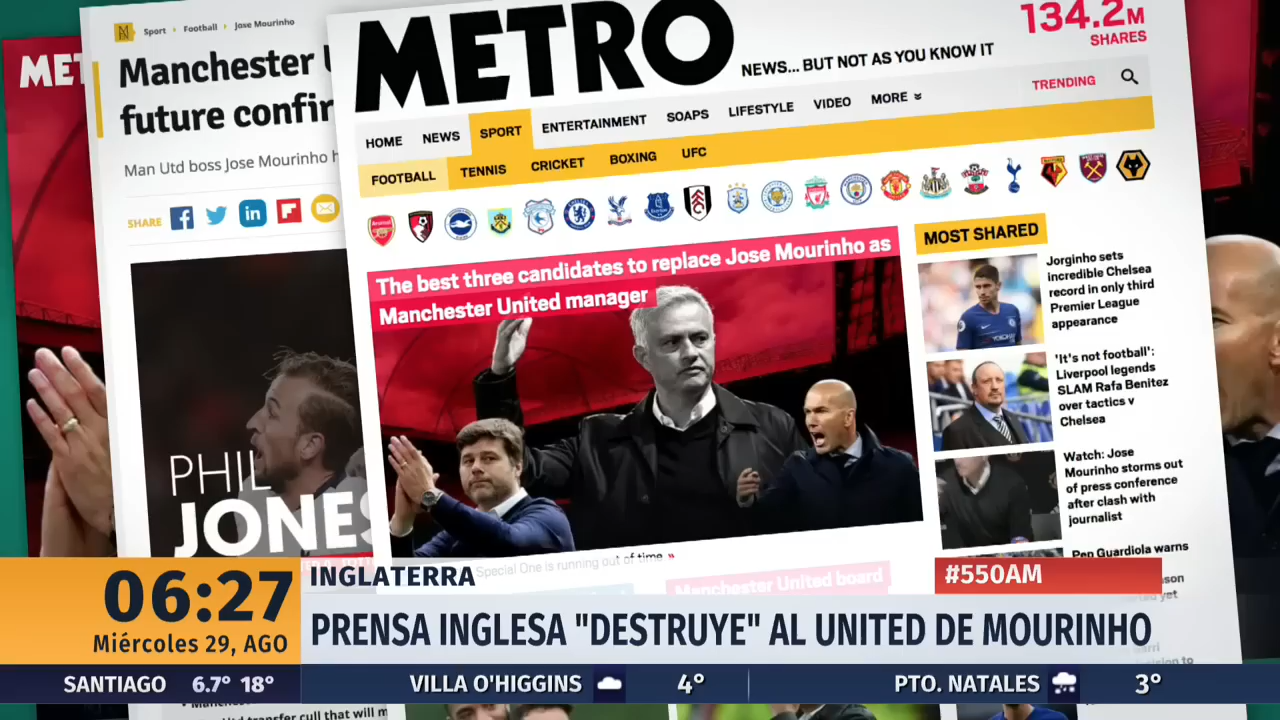 MET
Sport Football Jose Mourinho
Manchester
future confir
Man Utd boss Jose Mourinho h
SHARE
PHIL
JONES
METRO
NEWS... BUT NOT AS YOU KNOW IT
134.2M
SHARES
HOME NEWS SPORT ENTERTAINMENT SOAPS LIFESTYLE VIDEO MORE
TRENDING
FOOTBALL TENNIS CRICKET BOXING UFC
The best three candidates to replace Jose Mourinho as
Manchester United manager
MOST SHARED
Jorginho sets
incredible Chelsea
record in only third
Premier League
appearance
'It's not football':
Liverpool legends
SLAM Rafa Benitez
over tactics v
Chelsea
Watch: Jose
Mourinho storms out
of press conference
after clash with
journalist
Pep Guardiola warns
Special One is running out of time »
Manchester United board
06:27
Miércoles 29, AGO
INGLATERRA
#550AM
PRENSA INGLESA "DESTRUYE" AL UNITED DE MOURINHO
SANTIAGO 6.7° 18°
VILLA O'HIGGINS 4°
PTO. NATALES 3°
td transfer cull that will m